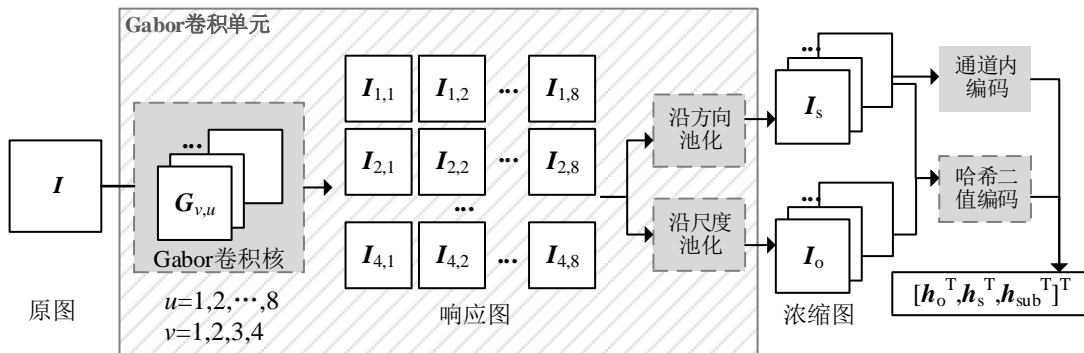 Gabor卷积单元
I
原图
...
G_{v,u}
Gabor卷积核
u=1,2,⋯,8
v=1,2,3,4
I_{1,1} I_{1,2} ... I_{1,8}
I_{2,1} I_{2,2} ... I_{2,8}
...
I_{4,1} I_{4,2} ... I_{4,8}
响应图
沿方向
池化
沿尺度
池化
...
I_s
...
I_o
浓缩图
通道内
编码
哈希二
值编码
[h_o^T,h_s^T,h_{sub}^T]^T